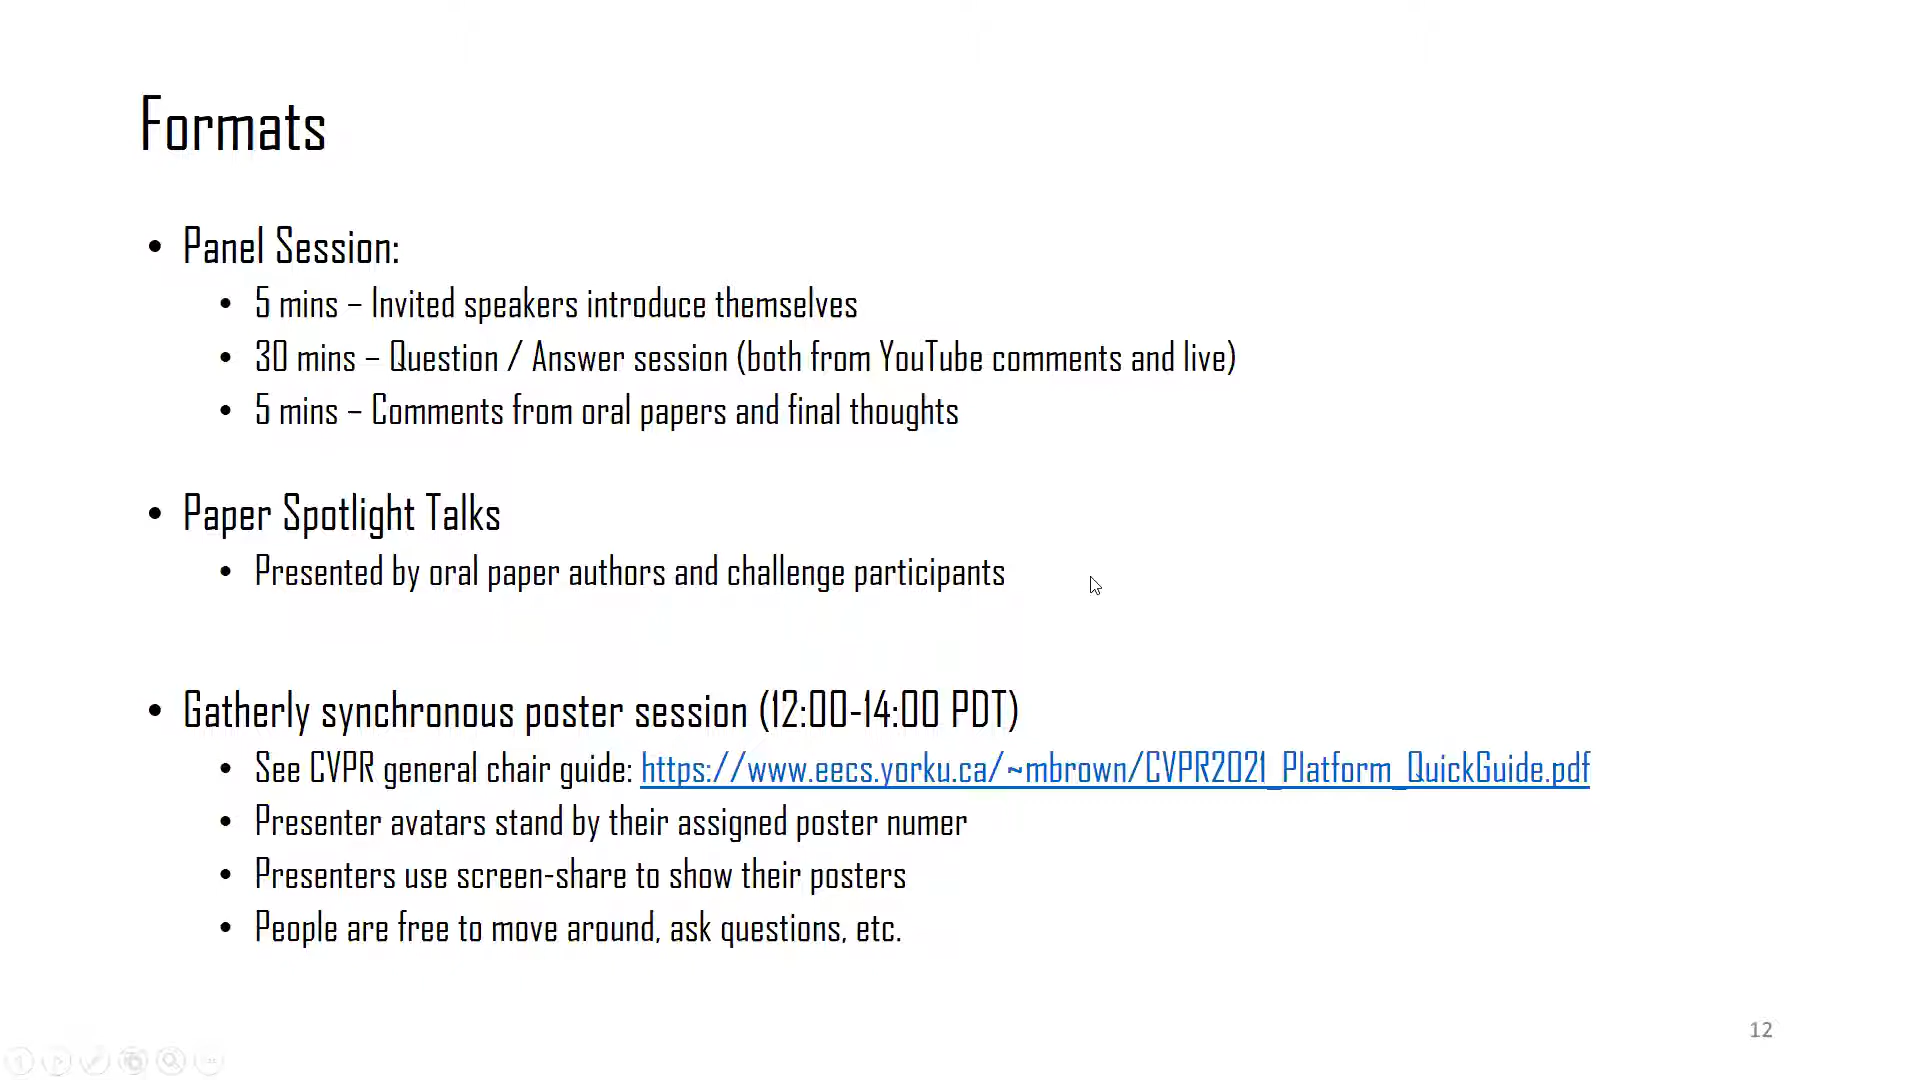 Formats
• Panel Session:
• 5 mins – Invited speakers introduce themselves
• 30 mins – Question / Answer session (both from YouTube comments and live)
• 5 mins – Comments from oral papers and final thoughts
• Paper Spotlight Talks
• Presented by oral paper authors and challenge participants
• Gatherly synchronous poster session (12:00-14:00 PDT)
• See CVPR general chair guide: https://www.eecs.yorku.ca/~mbrown/CVPR2021_Platform_QuickGuide.pdf
• Presenter avatars stand by their assigned poster numer
• Presenters use screen-share to show their posters
• People are free to move around, ask questions, etc.
12